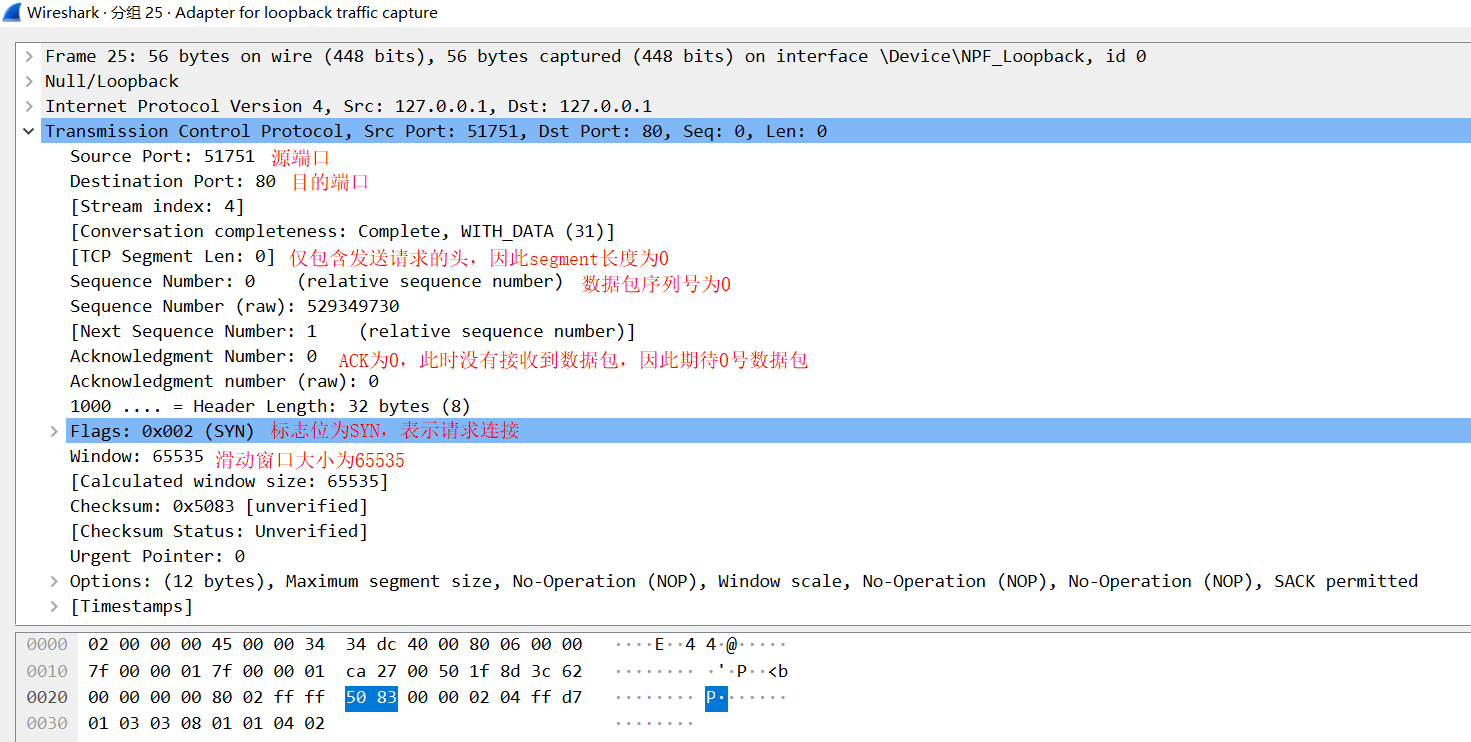 Wireshark · 分组 25 · Adapter for loopback traffic capture
Frame 25: 56 bytes on wire (448 bits), 56 bytes captured (448 bits) on interface \Device\NPF_Loopback, id 0
Null/Loopback
Internet Protocol Version 4, Src: 127.0.0.1, Dst: 127.0.0.1
Transmission Control Protocol, Src Port: 51751, Dst Port: 80, Seq: 0, Len: 0
Source Port: 51751 源端口
Destination Port: 80 目的端口
[Stream index: 4]
[Conversation completeness: Complete, WITH_DATA (31)]
[TCP Segment Len: 0] 仅包含发送请求的头，因此segment长度为0
Sequence Number: 0    (relative sequence number) 数据包序列号为0
Sequence Number (raw): 529349730
[Next Sequence Number: 1    (relative sequence number)]
Acknowledgment Number: 0 ACK为0，此时没有接收到数据包，因此期待0号数据包
Acknowledgment number (raw): 0
1000 .... = Header Length: 32 bytes (8)
Flags: 0x002 (SYN) 标志位为SYN，表示请求连接
Window: 65535 滑动窗口大小为65535
[Calculated window size: 65535]
Checksum: 0x5083 [unverified]
[Checksum Status: Unverified]
Urgent Pointer: 0
Options: (12 bytes), Maximum segment size, No-Operation (NOP), Window scale, No-Operation (NOP), No-Operation (NOP), SACK permitted
[Timestamps]
0000 02 00 00 00 45 00 00 34 34 dc 40 00 80 06 00 00 ····E··4 4·@·····
0010 7f 00 00 01 7f 00 00 01 ca 27 00 50 1f 8d 3c 62 ········ ·'·P··<b
0020 00 00 00 00 80 02 ff ff 50 83 00 00 02 04 ff d7 ········ P·······
0030 01 03 03 08 01 01 04 02 ········